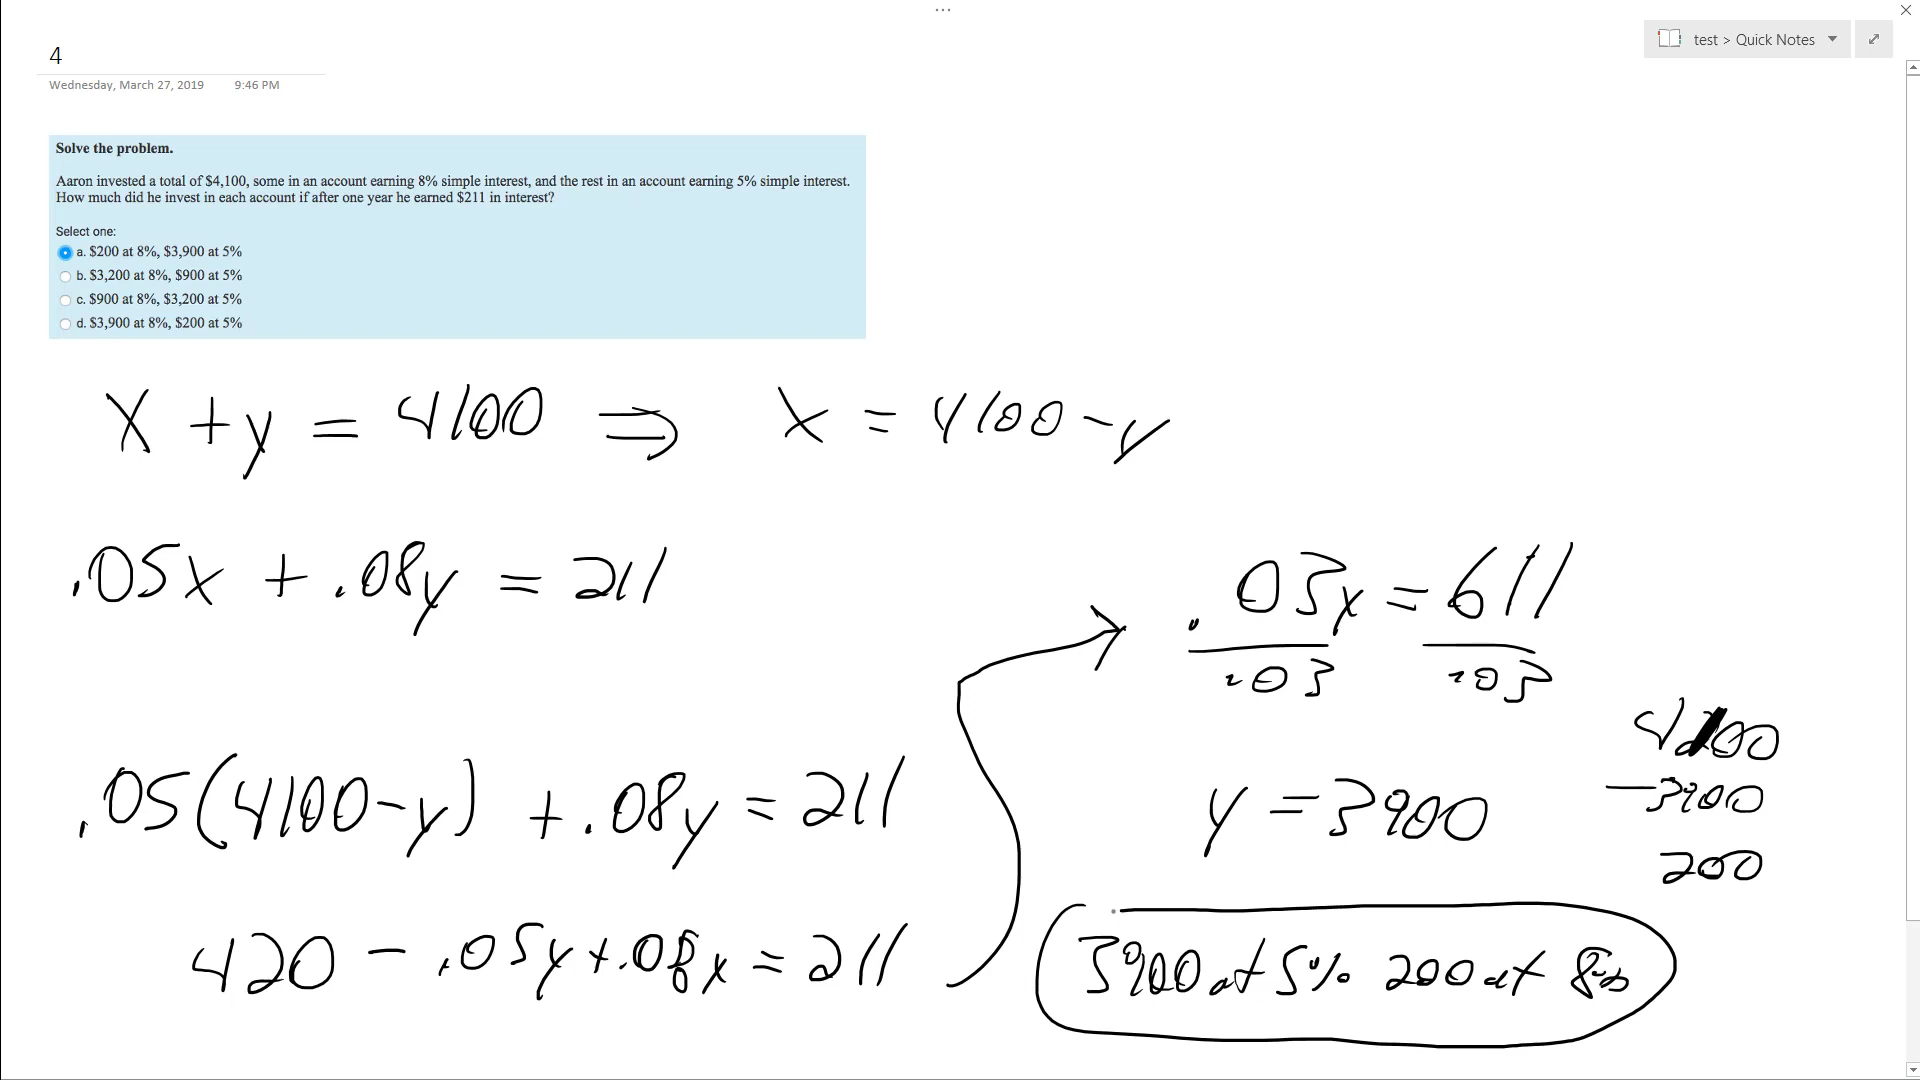 ...
test > Quick Notes
4
Wednesday, March 27, 2019 9:46 PM
Solve the problem.
Aaron invested a total of $4,100, some in an account earning 8% simple interest, and the rest in an account earning 5% simple interest.
How much did he invest in each account if after one year he earned $211 in interest?
Select one:
a. $200 at 8%, $3,900 at 5%
b. $3,200 at 8%, $900 at 5%
c. $900 at 8%, $3,200 at 5%
d. $3,900 at 8%, $200 at 5%
x + y = 4100 ⇒ x = 4100 - y
.05x + .08y = 211
.05(4100-y) + .08y = 211
420 - .05y + .08x = 211
.03x = 611
.03 .03
y = 3900
4100
-3900
200
3900 at 5% 200 at 8%